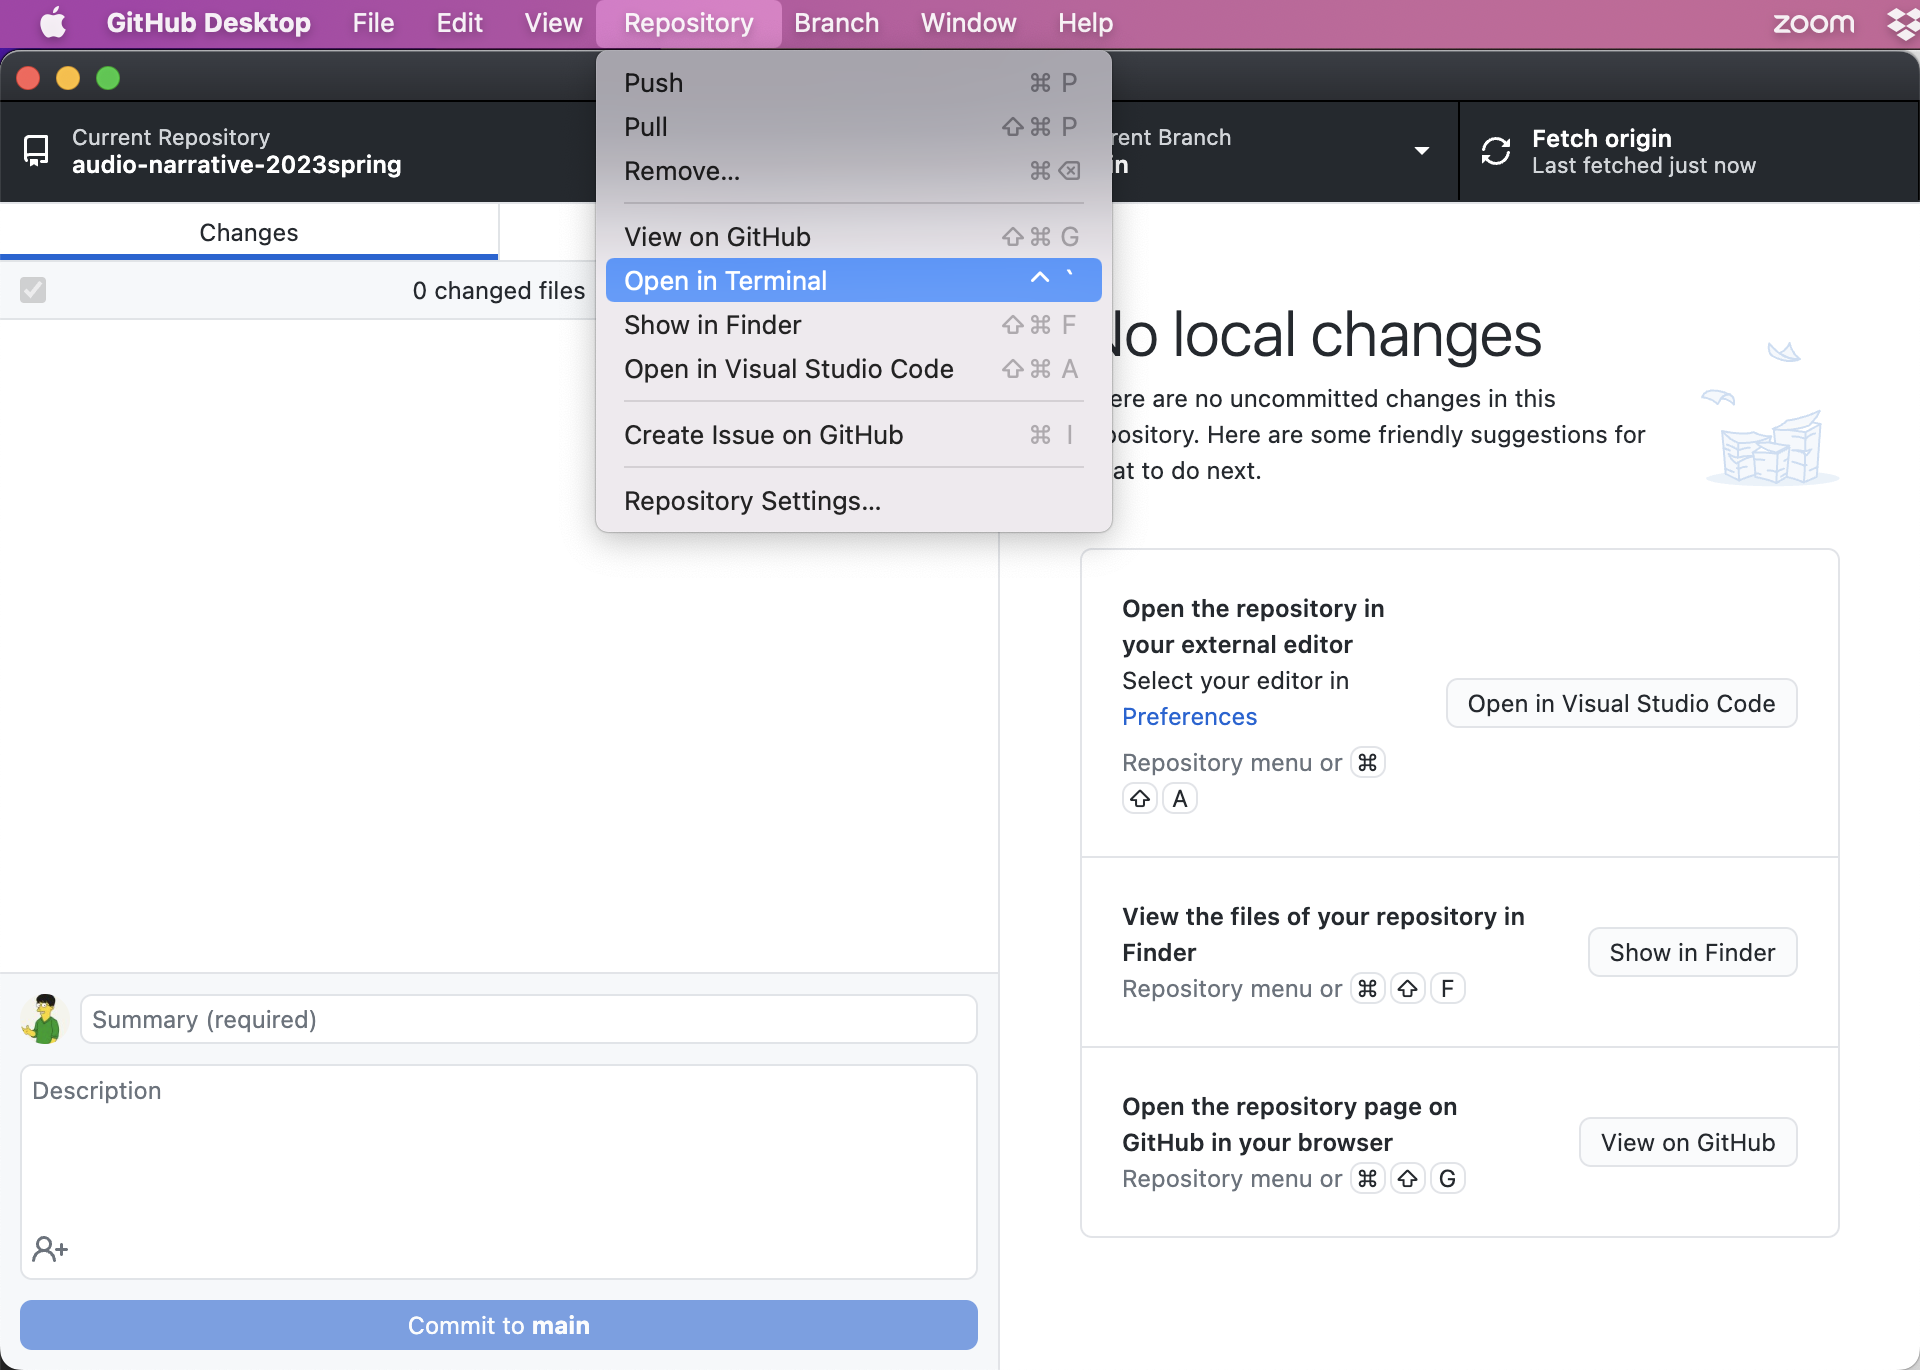 GitHub Desktop File Edit View Repository Branch Window Help zoom
Push ⌘ P
Pull ⇧ ⌘ P
Remove... ⌘ ⌫
View on GitHub ⇧ ⌘ G
Open in Terminal ^ `
Show in Finder ⇧ ⌘ F
Open in Visual Studio Code ⇧ ⌘ A
Create Issue on GitHub ⌘ I
Repository Settings...
Current Repository
audio-narrative-2023spring
rent Branch
in
Fetch origin
Last fetched just now
Changes
0 changed files
No local changes
ere are no uncommitted changes in this
pository. Here are some friendly suggestions for
at to do next.
Open the repository in
your external editor
Select your editor in
Preferences
Repository menu or ⌘
⇧ A
Open in Visual Studio Code
View the files of your repository in
Finder
Repository menu or ⌘ ⇧ F
Show in Finder
Open the repository page on
GitHub in your browser
Repository menu or ⌘ ⇧ G
View on GitHub
Summary (required)
Description
Commit to main